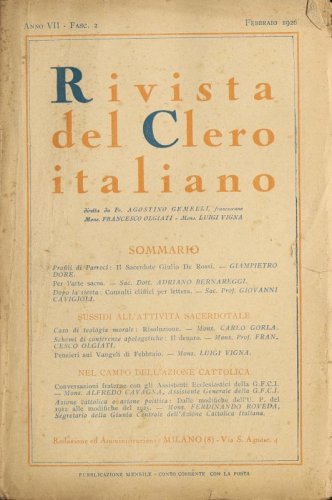 ANNO VII - FASC. 2 FEBBRAIO 1926
Rivista
del Clero
italiano
diretta da Fr. AGOSTINO GEMELLI, francescano
Mons. FRANCESCO OLGIATI - Mons. LUIGI VIGNA
SOMMARIO
Profili di Parroci: Il Sacerdote Giulio De Rossi. — GIAMPIETRO
DORE.
Per l'arte sacra. — Sac. Dott. ADRIANO BERNAREGGI.
Dopo la siesta: Consulti clinici per lettera. — Sac. Prof. GIOVANNI
CAVIGIOLI.
SUSSIDI ALL'ATTIVITÀ SACERDOTALE
Caso di teologia morale: Risoluzione. — Mons. CARLO GORLA.
Schemi di conferenze apologetiche: Il denaro. — Mons. Prof. FRAN-
CESCO OLGIATI.
Pensieri sui Vangeli di Febbraio. — Mons. LUIGI VIGNA.
NEL CAMPO DELL'AZIONE CATTOLICA
Conversazioni fraterne con gli Assistenti Ecclesiastici della G.F.C.I.
— Mons. ALFREDO CAVAGNA, Assistente Generale della G.F.C.I.
Azione cattolica e azione politica: Dalle modifiche dell'U. P. del
1912 alle modifiche del 1925. — Mons. FERDINANDO ROVEDA,
Segretario della Giunta Centrale dell'Azione Cattolica Italiana.
Redazione ed Amministrazione: MILANO (8) - Via S. Agnese, 4
PUBBLICAZIONE MENSILE - CONTO CORRENTE CON LA POSTA